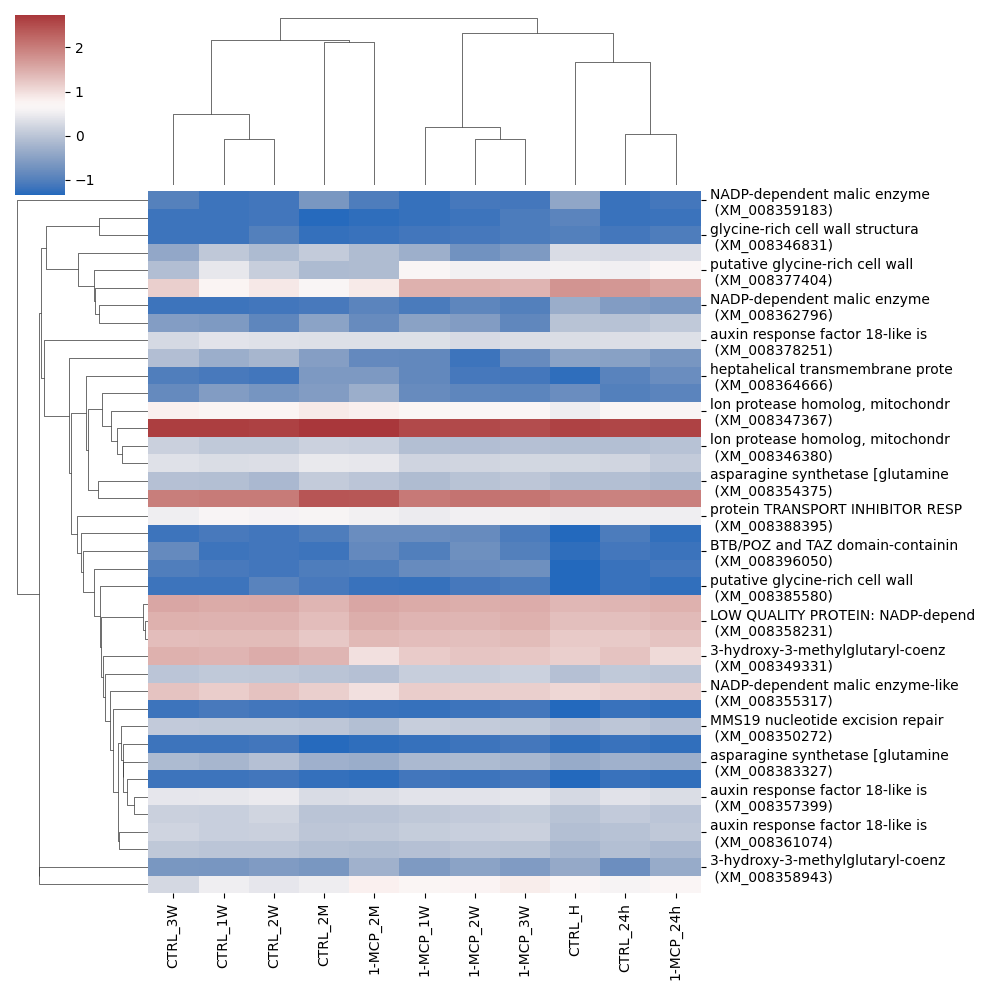 2
1
0
−1
NADP-dependent malic enzyme
(XM_008359183)
glycine-rich cell wall structura
(XM_008346831)
putative glycine-rich cell wall
(XM_008377404)
NADP-dependent malic enzyme
(XM_008362796)
auxin response factor 18-like is
(XM_008378251)
heptahelical transmembrane prote
(XM_008364666)
lon protease homolog, mitochondr
(XM_008347367)
lon protease homolog, mitochondr
(XM_008346380)
asparagine synthetase [glutamine
(XM_008354375)
protein TRANSPORT INHIBITOR RESP
(XM_008388395)
BTB/POZ and TAZ domain-containin
(XM_008396050)
putative glycine-rich cell wall
(XM_008385580)
LOW QUALITY PROTEIN: NADP-depend
(XM_008358231)
3-hydroxy-3-methylglutaryl-coenz
(XM_008349331)
NADP-dependent malic enzyme-like
(XM_008355317)
MMS19 nucleotide excision repair
(XM_008350272)
asparagine synthetase [glutamine
(XM_008383327)
auxin response factor 18-like is
(XM_008357399)
auxin response factor 18-like is
(XM_008361074)
3-hydroxy-3-methylglutaryl-coenz
(XM_008358943)
CTRL_3W
CTRL_1W
CTRL_2W
CTRL_2M
1-MCP_2M
1-MCP_1W
1-MCP_2W
1-MCP_3W
CTRL_H
CTRL_24h
1-MCP_24h